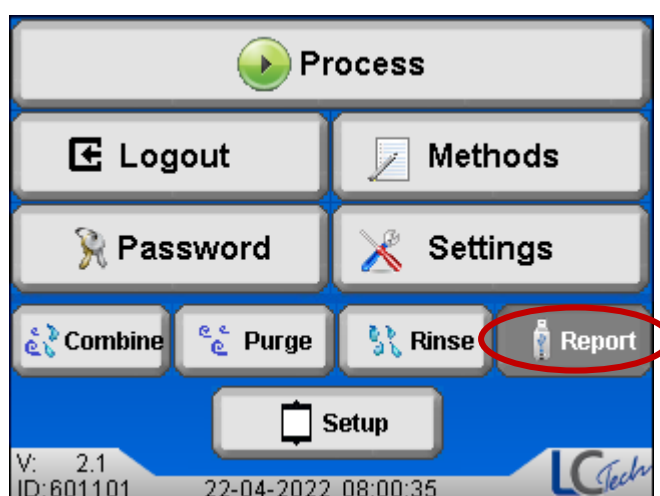 Process
Logout Methods
Password Settings
Combine Purge Rinse Report
Setup
V: 2.1
ID:601101 22-04-2022 08:00:35 LCTech